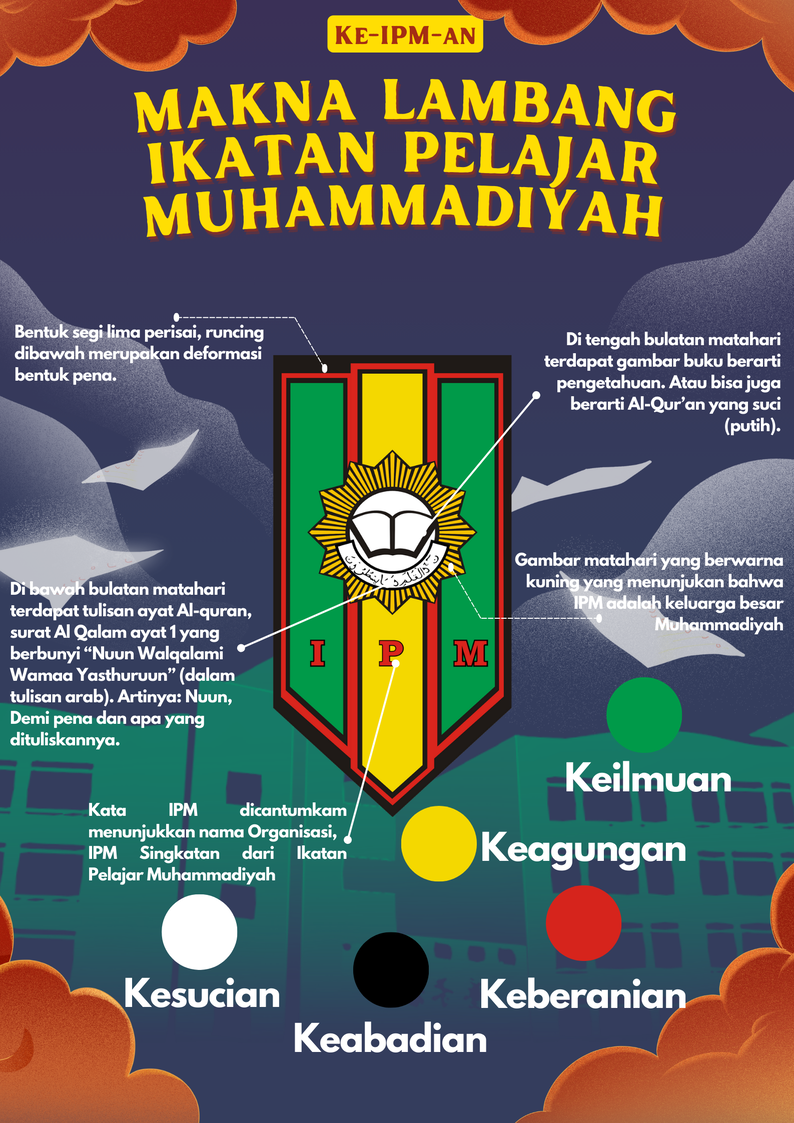 KE-IPM-AN
MAKNA LAMBANG
IKATAN PELAJAR
MUHAMMADIYAH
Bentuk segi lima perisai, runcing
dibawah merupakan deformasi
bentuk pena.
Di tengah bulatan matahari
terdapat gambar buku berarti
pengetahuan. Atau bisa juga
berarti Al-Qur’an yang suci
(putih).
Gambar matahari yang berwarna
kuning yang menunjukan bahwa
IPM adalah keluarga besar
Muhammadiyah
Di bawah bulatan matahari
terdapat tulisan ayat Al-quran,
surat Al Qalam ayat 1 yang
berbunyi “Nuun Walqalami
Wamaa Yasthuruun” (dalam
tulisan arab). Artinya: Nuun,
Demi pena dan apa yang
dituliskannya.
I P M
Kata IPM dicantumkam
menunjukkan nama Organisasi,
IPM Singkatan dari Ikatan
Pelajar Muhammadiyah
Keilmuan
Keagungan
Kesucian
Keberanian
Keabadian